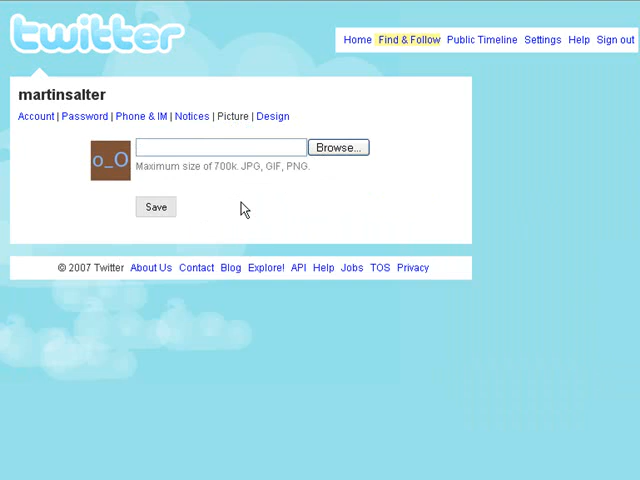 twitter
Home Find & Follow Public Timeline Settings Help Sign out
martinsalter
Account | Password | Phone & IM | Notices | Picture | Design
o_O
Browse...
Maximum size of 700k. JPG, GIF, PNG.
Save
© 2007 Twitter About Us Contact Blog Explore! API Help Jobs TOS Privacy